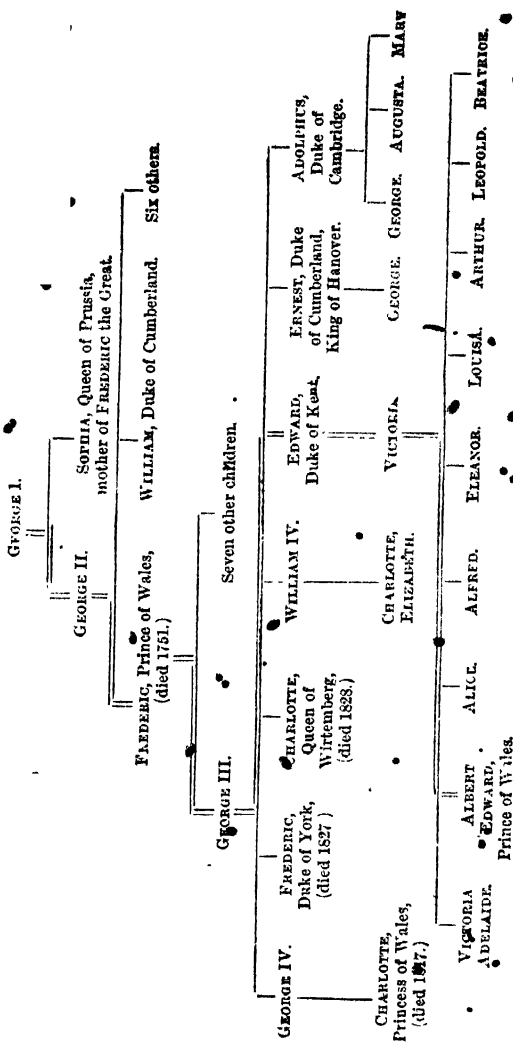 GEORGE I.
GEORGE II.
SOPHIA, Queen of Prussia,
mother of FREDERIC the Great.
FREDERIC, Prince of Wales,
(died 1751.)
WILLIAM, Duke of Cumberland.
Six others.
GEORGE III.
Seven other children.
GEORGE IV.
FREDERIC,
Duke of York,
(died 1827)
CHARLOTTE,
Queen of
Wirtemberg,
(died 1828.)
WILLIAM IV.
EDWARD,
Duke of Kent.
ERNEST, Duke
of Cumberland,
King of Hanover.
ADOLPHUS,
Duke of
Cambridge.
CHARLOTTE,
Princess of Wales,
(died 1817.)
CHARLOTTE,
ELIZABETH.
VICTORIA
GEORGE.
GEORGE.
AUGUSTA.
MARY
VICTORIA
ADELAIDE.
ALBERT
EDWARD,
Prince of Wales.
ALICE.
ALFRED.
ELEANOR.
LOUISA.
ARTHUR.
LEOPOLD.
BEATRICE.